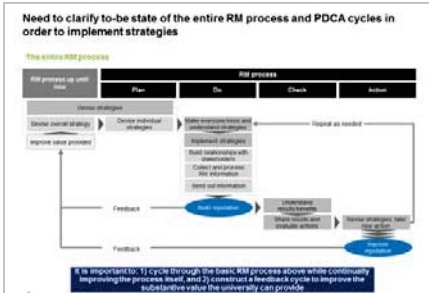 Need to clarify to-be state of the entire RM process and PDCA cycles in
order to implement strategies
The entire RM process
RM process up until
now
RM process
Plan
Do
Check
Action
Devise strategies
Devise overall strategy
Devise individual
strategies
Make everyone know and
understand strategies
Repeat as needed
Improve value provided
Implement strategies
Build relationships with
stakeholders
Collect and process
RM information
Send out information
Build reputation
Feedback
Understand
results/benefits
Share results and
evaluate actions
Revise strategies, take
new action
Feedback
Improve
reputation
It is important to: 1) cycle through the basic RM process above while continually
improving the process itself, and 2) construct a feedback cycle to improve the
substantive value the university can provide